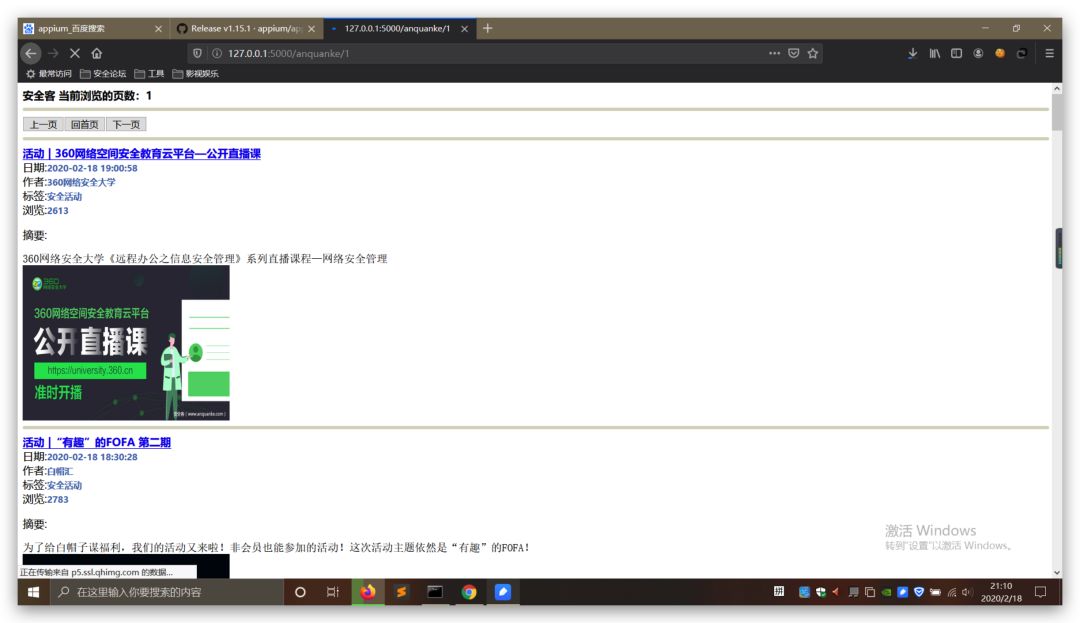 appium_百度搜索
Release v1.15.1 · appium/ap
127.0.0.1:5000/anquanke/1
127.0.0.1:5000/anquanke/1
最常访问 安全论坛 工具 影视娱乐
安全客 当前浏览的页数：1
上一页 回首页 下一页
活动 | 360网络空间安全教育云平台—公开直播课
日期:2020-02-18 19:00:58
作者:360网络安全大学
标签:安全活动
浏览:2613
摘要:
360网络安全大学《远程办公之信息安全管理》系列直播课程—网络安全管理
360网络空间安全教育云平台
公开直播课
https://university.360.cn
准时开播
安全客 ( www.anquanke.com )
活动 | “有趣”的FOFA 第二期
日期:2020-02-18 18:30:28
作者:白帽汇
标签:安全活动
浏览:2783
摘要:
为了给白帽子谋福利，我们的活动又来啦！非会员也能参加的活动！这次活动主题依然是“有趣”的FOFA！
激活 Windows
转到“设置”以激活 Windows。
正在传输来自 p5.ssl.qhimg.com 的数据...
在这里输入你要搜索的内容
拼
21:10
2020/2/18